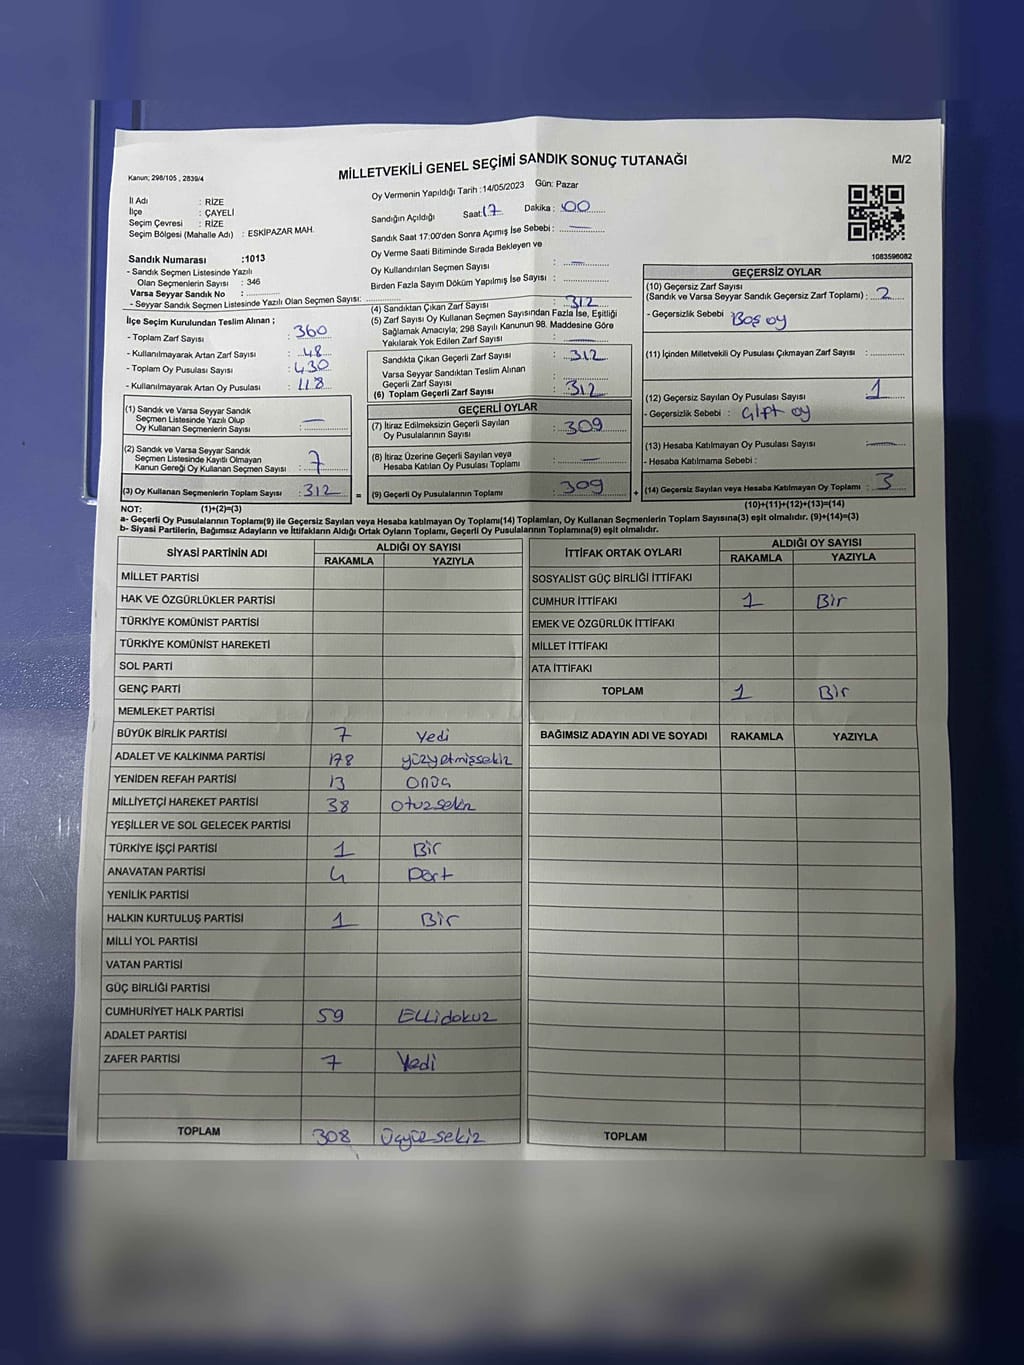 MİLLETVEKİLİ GENEL SEÇİMİ SANDIK SONUÇ TUTANAĞI
M/2
Kanun; 298/105 , 2839/4
İl Adı : RİZE
İlçe : ÇAYELİ
Seçim Çevresi : RİZE
Seçim Bölgesi (Mahalle Adı) : ESKİPAZAR MAH.
Sandık Numarası :1013
- Sandık Seçmen Listesinde Yazılı
Olan Seçmenlerin Sayısı : 346
Varsa Seyyar Sandık No :
- Seyyar Sandık Seçmen Listesinde Yazılı Olan Seçmen Sayısı:
Oy Vermenin Yapıldığı Tarih :14/05/2023 Gün: Pazar
Sandığın Açıldığı Saat: 17 Dakika : 00
Sandık Saat 17:00'den Sonra Açımış İse Sebebi : —
Oy Verme Saati Bitiminde Sırada Bekleyen ve
Oy Kullandırılan Seçmen Sayısı : —
Birden Fazla Sayım Döküm Yapılmış İse Sayısı :
1083596082
İlçe Seçim Kurulundan Teslim Alınan ;
- Toplam Zarf Sayısı : 360
- Kullanılmayarak Artan Zarf Sayısı : 48
- Toplam Oy Pusulası Sayısı : 430
- Kullanılmayarak Artan Oy Pusulası : 118
(1) Sandık ve Varsa Seyyar Sandık
Seçmen Listesinde Yazılı Olup
Oy Kullanan Seçmenlerin Sayısı : —
(2) Sandık ve Varsa Seyyar Sandık
Seçmen Listesinde Kayıtlı Olmayan
Kanun Gereği Oy Kullanan Seçmen Sayısı : 7
(3) Oy Kullanan Seçmenlerin Toplam Sayısı : 312
(4) Sandıktan Çıkan Zarf Sayısı : 312
(5) Zarf Sayısı Oy Kullanan Seçmen Sayısından Fazla İse, Eşitliği
Sağlamak Amacıyla; 298 Sayılı Kanunun 98. Maddesine Göre
Yakılarak Yok Edilen Zarf Sayısı : —
Sandıkta Çıkan Geçerli Zarf Sayısı : 312
Varsa Seyyar Sandıktan Teslim Alınan
Geçerli Zarf Sayısı :
(6) Toplam Geçerli Zarf Sayısı : 312
GEÇERLİ OYLAR
(7) İtiraz Edilmeksizin Geçerli Sayılan
Oy Pusulalarının Sayısı : 309
(8) İtiraz Üzerine Geçerli Sayılan veya
Hesaba Katılan Oy Pusulası Toplamı : —
= (9) Geçerli Oy Pusulalarının Toplamı : 309
GEÇERSİZ OYLAR
(10) Geçersiz Zarf Sayısı
(Sandık ve Varsa Seyyar Sandık Geçersiz Zarf Toplamı) : 2
- Geçersizlik Sebebi : Boş oy
(11) İçinden Milletvekili Oy Pusulası Çıkmayan Zarf Sayısı :
(12) Geçersiz Sayılan Oy Pusulası Sayısı : 1
- Geçersizlik Sebebi : Çift oy
(13) Hesaba Katılmayan Oy Pusulası Sayısı : —
- Hesaba Katılmama Sebebi :
+ (14) Geçersiz Sayılan veya Hesaba Katılmayan Oy Toplamı : 3
NOT: (1)+(2)=(3) (10)+(11)+(12)+(13)=(14)
a- Geçerli Oy Pusulalarının Toplamı(9) ile Geçersiz Sayılan veya Hesaba katılmayan Oy Toplamı(14) Toplamları, Oy Kullanan Seçmenlerin Toplam Sayısına(3) eşit olmalıdır. (9)+(14)=(3)
b- Siyasi Partilerin, Bağımsız Adayların ve İttifakların Aldığı Ortak Oyların Toplamı, Geçerli Oy Pusulalarının Toplamına(9) eşit olmalıdır.
SİYASİ PARTİNİN ADI ALDIĞI OY SAYISI
RAKAMLA YAZIYLA
MİLLET PARTİSİ
HAK VE ÖZGÜRLÜKLER PARTİSİ
TÜRKİYE KOMÜNİST PARTİSİ
TÜRKİYE KOMÜNİST HAREKETİ
SOL PARTİ
GENÇ PARTİ
MEMLEKET PARTİSİ
BÜYÜK BİRLİK PARTİSİ 7 Yedi
ADALET VE KALKINMA PARTİSİ 178 yüzyetmişsekiz
YENİDEN REFAH PARTİSİ 13 Onüç
MİLLİYETÇİ HAREKET PARTİSİ 38 Otuzsekiz
YEŞİLLER VE SOL GELECEK PARTİSİ
TÜRKİYE İŞÇİ PARTİSİ 1 Bir
ANAVATAN PARTİSİ 4 Dört
YENİLİK PARTİSİ
HALKIN KURTULUŞ PARTİSİ 1 Bir
MİLLİ YOL PARTİSİ
VATAN PARTİSİ
GÜÇ BİRLİĞİ PARTİSİ
CUMHURİYET HALK PARTİSİ 59 Ellidokuz
ADALET PARTİSİ
ZAFER PARTİSİ 7 Yedi
TOPLAM 308 Üçyüzsekiz
İTTİFAK ORTAK OYLARI ALDIĞI OY SAYISI
RAKAMLA YAZIYLA
SOSYALİST GÜÇ BİRLİĞİ İTTİFAKI
CUMHUR İTTİFAKI 1 Bir
EMEK VE ÖZGÜRLÜK İTTİFAKI
MİLLET İTTİFAKI
ATA İTTİFAKI
TOPLAM 1 Bir
BAĞIMSIZ ADAYIN ADI VE SOYADI RAKAMLA YAZIYLA
TOPLAM